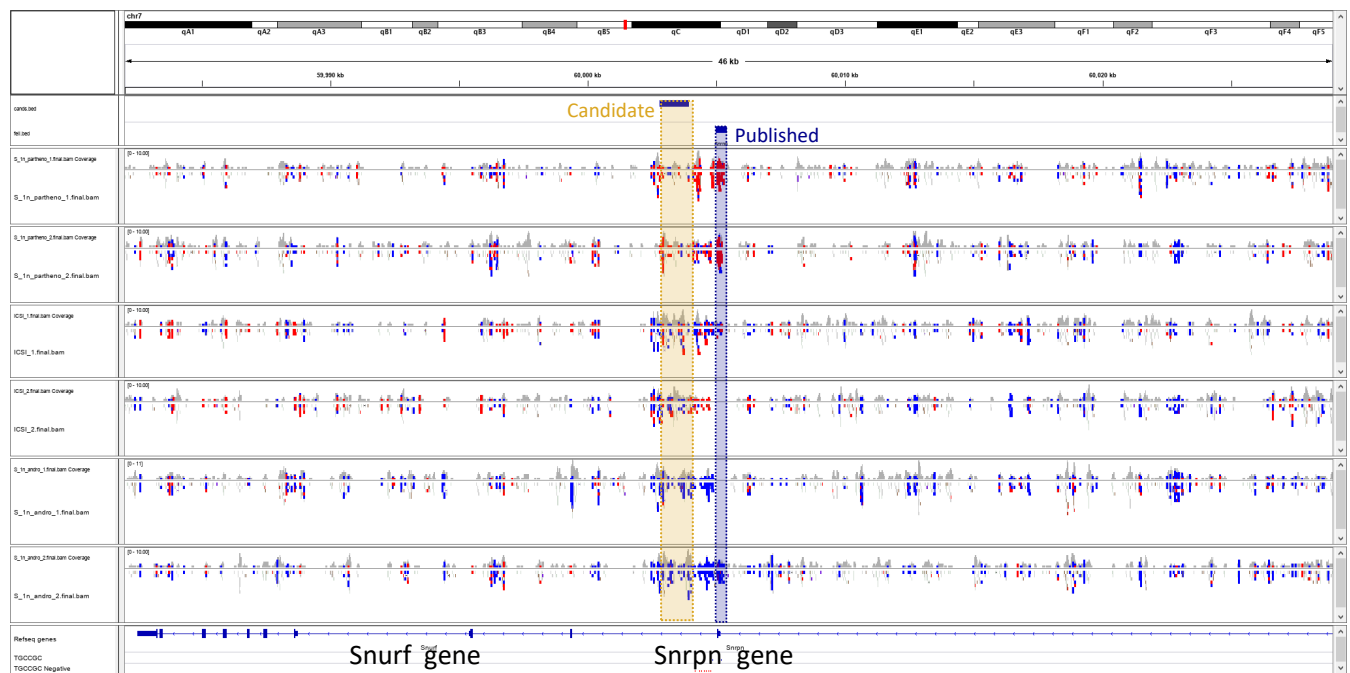 chr7
qA1 qA2 qA3 qB1 qB2 qB3 qB4 qB5 qC qD1 qD2 qD3 qE1 qE2 qE3 qF1 qF2 qF3 qF4 qF5
46 kb
59,990 kb 60,000 kb 60,010 kb 60,020 kb
cands.bed
Candidate
Published
S_1n_partheno_1.final.bam Coverage
[0 - 10.00]
S_1n_partheno_1.final.bam
S_1n_partheno_2.final.bam Coverage
[0 - 10.00]
S_1n_partheno_2.final.bam
ICSI_1.final.bam Coverage
[0 - 10.00]
ICSI_1.final.bam
ICSI_2.final.bam Coverage
[0 - 10.00]
ICSI_2.final.bam
S_1n_andro_1.final.bam Coverage
[0 - 11]
S_1n_andro_1.final.bam
S_1n_andro_2.final.bam Coverage
[0 - 10.00]
S_1n_andro_2.final.bam
Refseq genes
Snurf Snrpn
Snurf gene Snrpn gene
TGCCGC
TGCCGC Negative